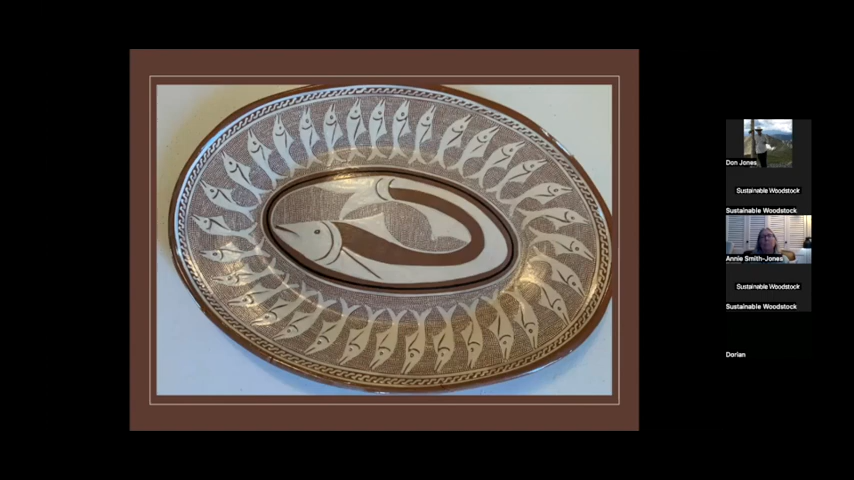 Don Jones
Sustainable Woodstock
Sustainable Woodstock
Annie Smith-Jones
Sustainable Woodstock
Sustainable Woodstock
Dorian